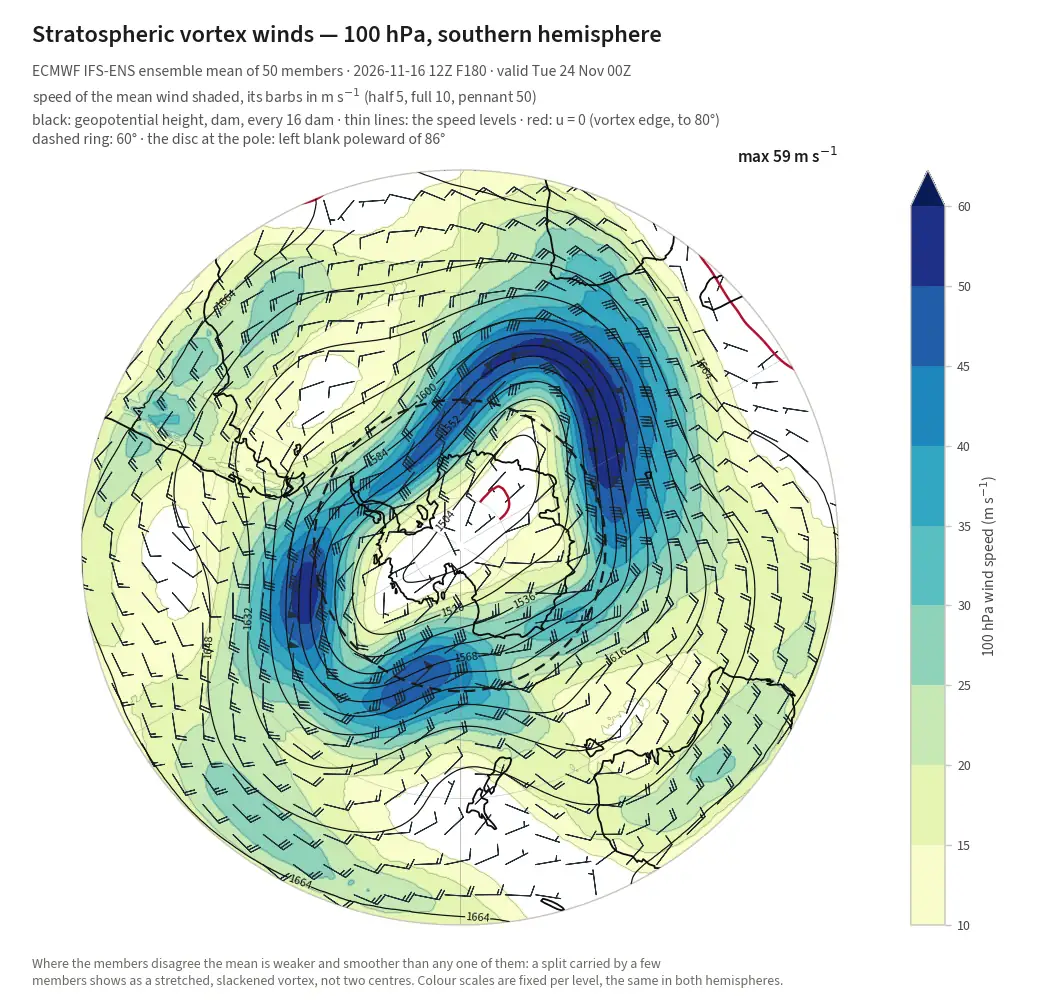 Stratospheric vortex winds — 100 hPa, southern hemisphere
ECMWF IFS-ENS ensemble mean of 50 members · 2026-11-16 12Z F180 · valid Tue 24 Nov 00Z
speed of the mean wind shaded, its barbs in m s⁻¹ (half 5, full 10, pennant 50)
black: geopotential height, dam, every 16 dam · thin lines: the speed levels · red: u = 0 (vortex edge, to 80°)
dashed ring: 60° · the disc at the pole: left blank poleward of 86°
max 59 m s⁻¹
60
50
45
40
35
30
25
20
15
10
100 hPa wind speed (m s⁻¹)
1664
1664
1600
1552
1584
1504
1536
1520
1632
1648
1568
1616
1664
1664
Where the members disagree the mean is weaker and smoother than any one of them: a split carried by a few
members shows as a stretched, slackened vortex, not two centres. Colour scales are fixed per level, the same in both hemispheres.